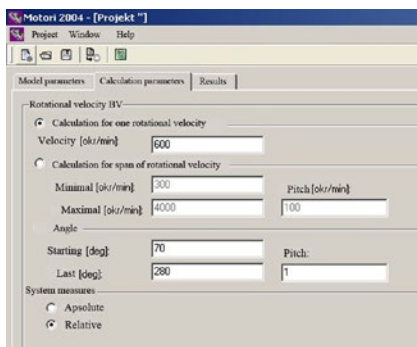 Motori 2004 - [Projekt "]
Project Window Help
Model parameters Calculation parameters Results
Rotational velocity BV
Calculation for one rotational velocity
Velocity [okr/min]: 600
Calculation for span of rotational velocity
Minimal [okr/min]: 300 Pitch [okr/min]:
Maximal [okr/min]: 4000 100
Angle
Starting [deg]: 70 Pitch:
Last [deg]: 280 1
System measures
Apsolute
Relative